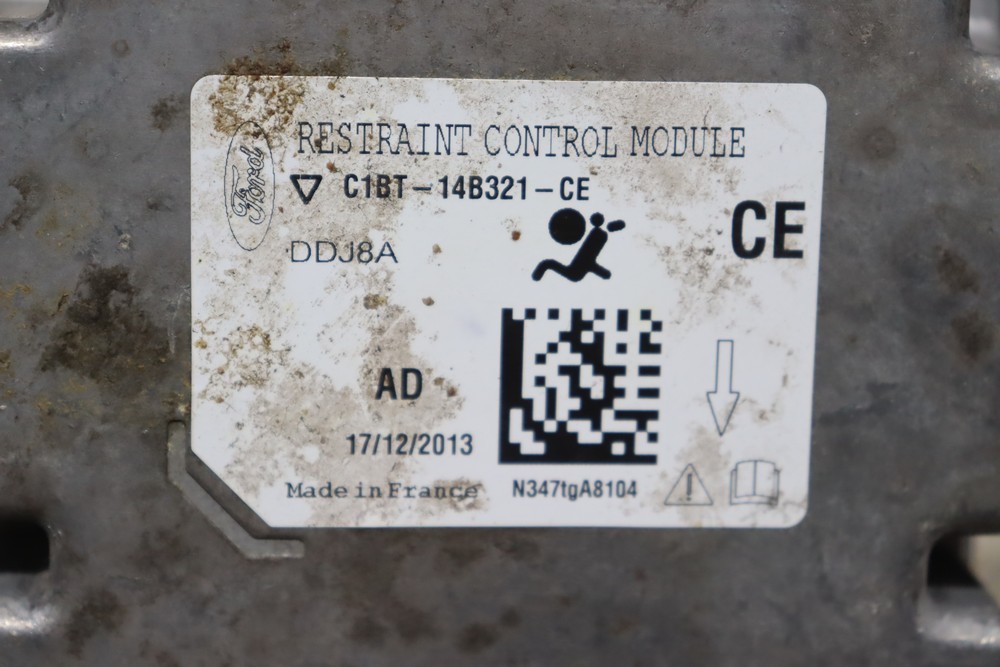 Ford
RESTRAINT CONTROL MODULE
C1BT-14B321-CE
DDJ8A
CE
AD
17/12/2013
Made in France
N347tgA8104